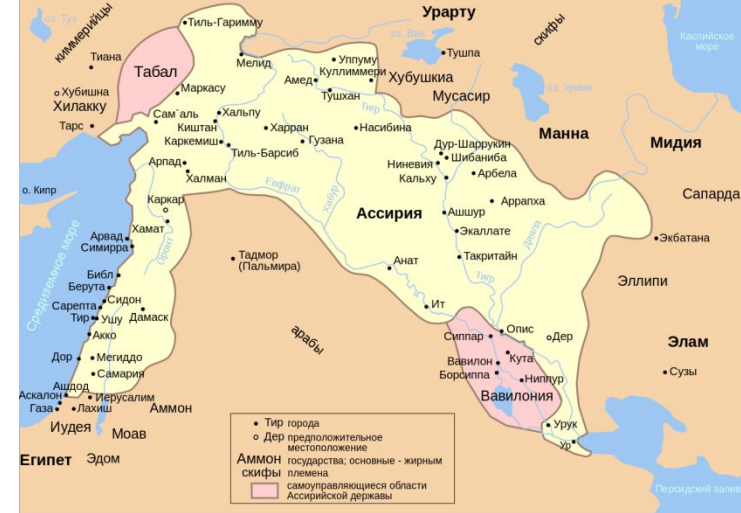 оз. Туз
киммерийцы
Тиана
Хубишна
Хилакку
Тарс
Табал
Тиль-Гаримму
Мелид
Маркасу
Урарту
скифы
Каспийское
море
оз. Ван
Тушпа
Уппуму
Куллиммери
Амед
Тушхан
Хубушкиа
Мусасир
оз. Урмия
Тигр
Сам`аль
Хальпу
Киштан
Каркемиш
Харран
Гузана
Насибина
Тиль-Барсиб
Арпад
Халман
Дур-Шаррукин
Шибаниба
Ниневия
Кальху
Арбела
Манна
Мидия
Сапарда
о. Кипр
Каркар
Евфрат
Хабур
Ассирия
Аррапха
Ашшур
Экаллате
Такритайн
Дияла
Тигр
Экбатана
Хамат
Арвад
Симирра
Оронт
Средиземное море
Тадмор
(Пальмира)
Анат
Ит
Эллипи
Библ
Берута
Сидон
Сарепта
Тир
Ушу
Дамаск
Акко
Дор
Мегиддо
Самария
арабы
Сиппар
Опис
Дер
Кута
Вавилон
Борсиппа
Ниппур
Вавилония
Элам
Сузы
Ашдод
Аскалон
Газа
Иерусалим
Лахиш
Аммон
Иудея
Моав
Египет
Эдом
Урук
Ур
Персидский залив
Тир города
Дер предположительное
местоположение
Аммон государства; основные - жирным
скифы племена
самоуправляющиеся области
Ассирийской державы